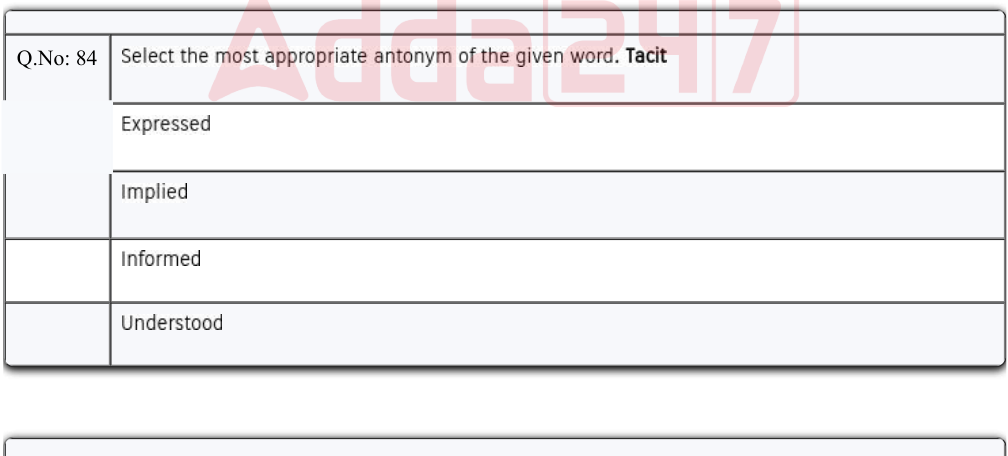 Adda247
Q.No: 84 Select the most appropriate antonym of the given word. Tacit
Expressed
Implied
Informed
Understood